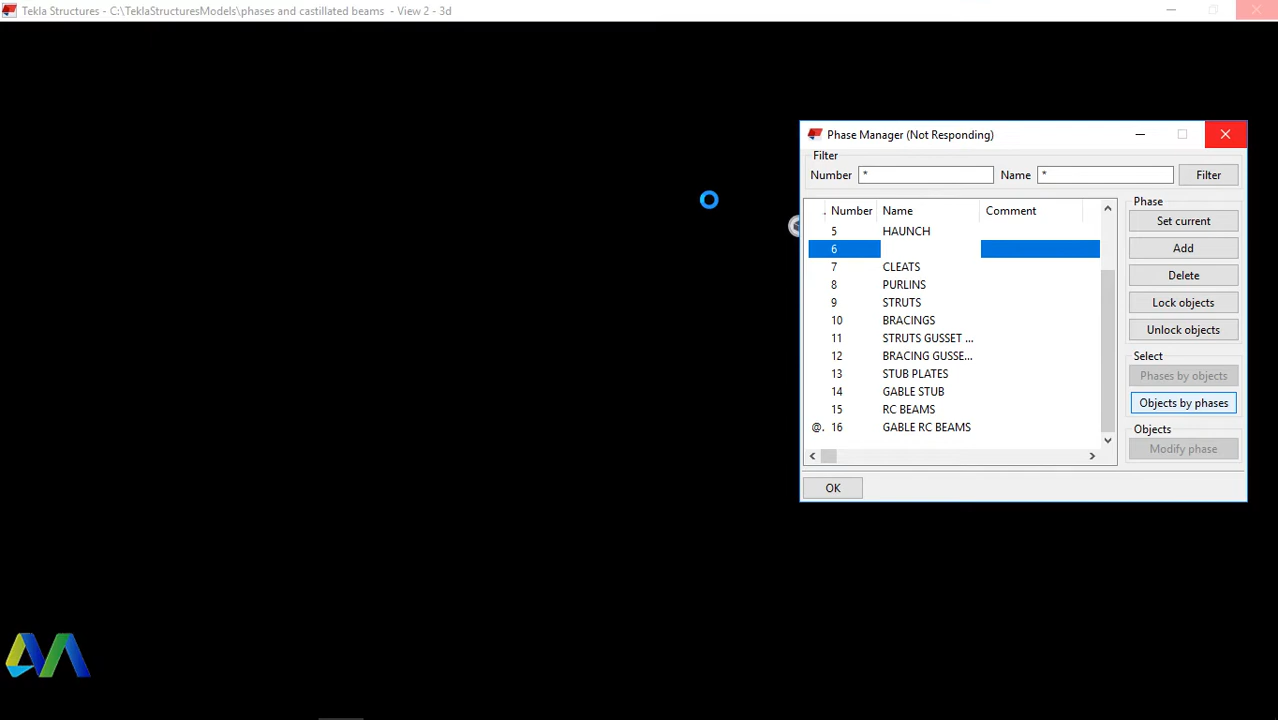 Tekla Structures - C:\TeklaStructuresModels\phases and castillated beams - View 2 - 3d
Phase Manager (Not Responding)
Filter
Number * Name * Filter
. Number Name Comment
5 HAUNCH
6
7 CLEATS
8 PURLINS
9 STRUTS
10 BRACINGS
11 STRUTS GUSSET ...
12 BRACING GUSSE...
13 STUB PLATES
14 GABLE STUB
15 RC BEAMS
@. 16 GABLE RC BEAMS
Phase
Set current
Add
Delete
Lock objects
Unlock objects
Select
Phases by objects
Objects by phases
Objects
Modify phase
OK